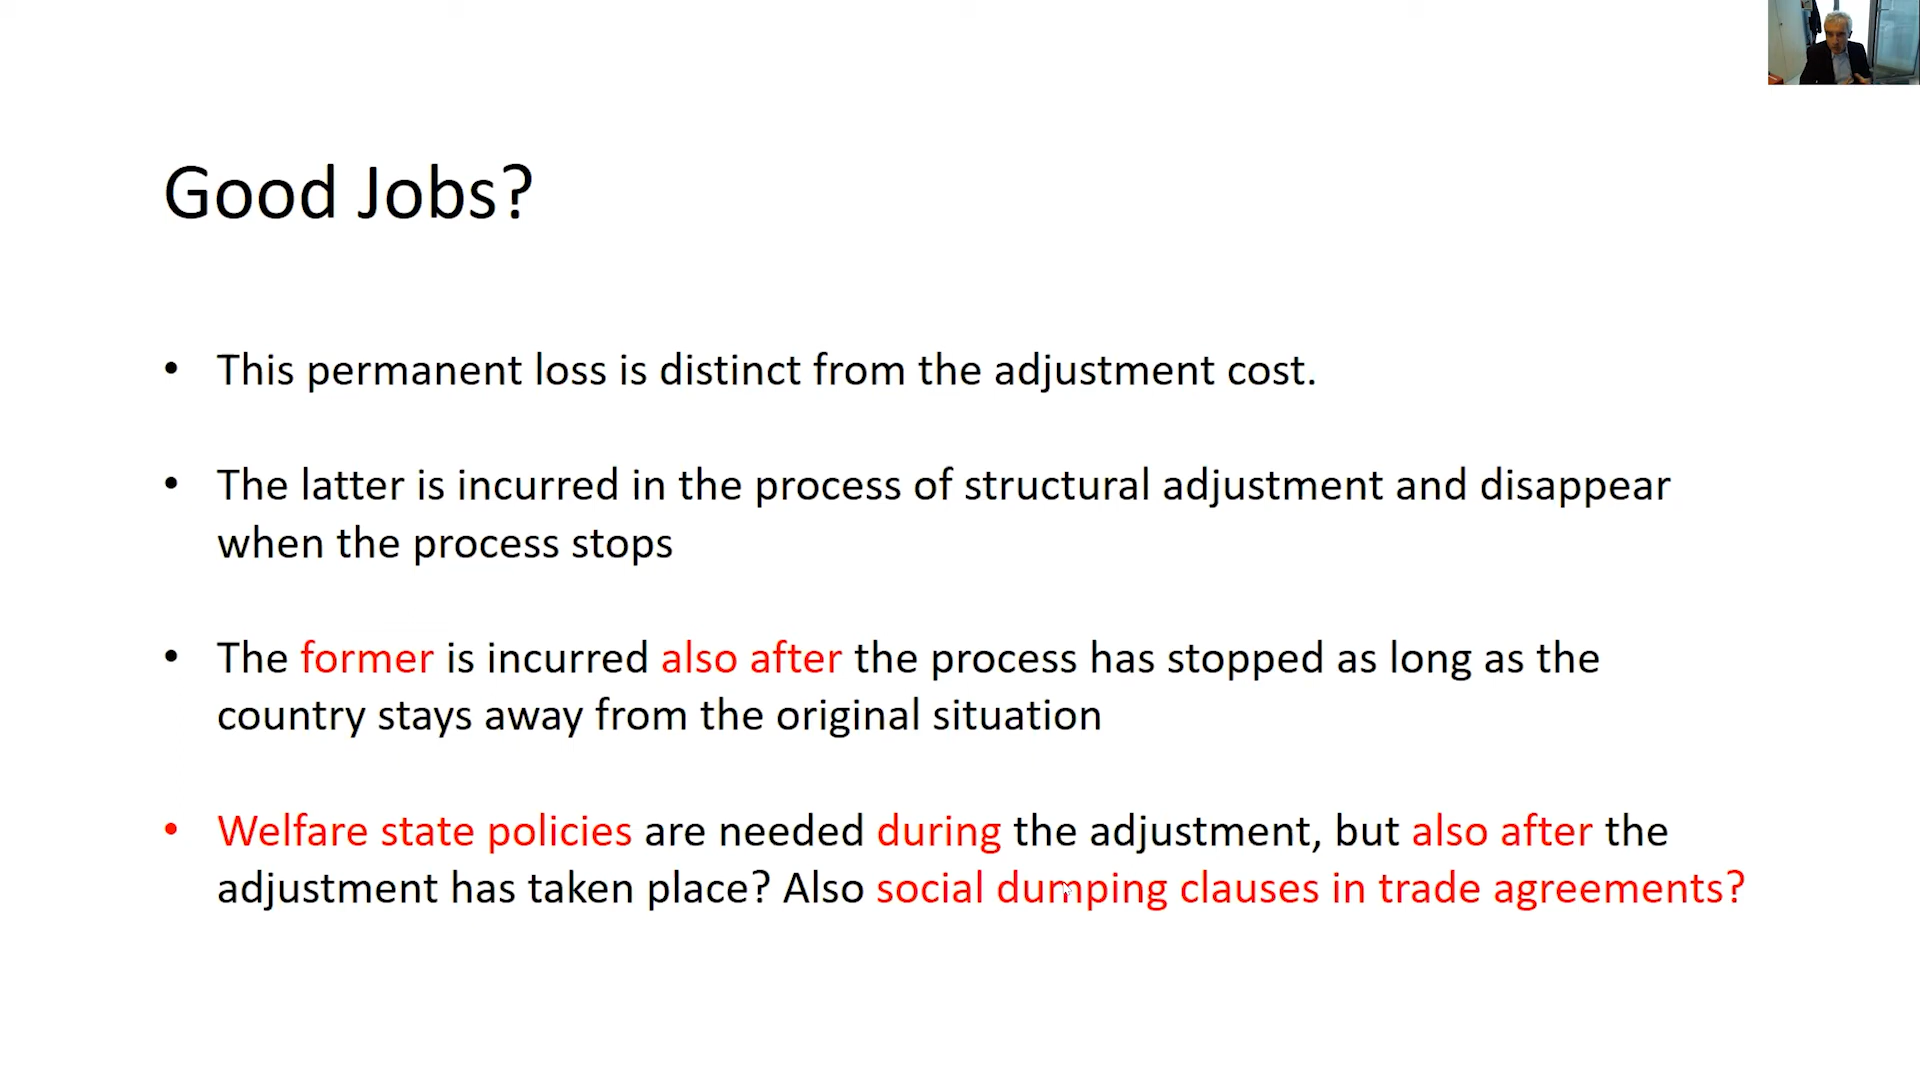 Good Jobs?
• This permanent loss is distinct from the adjustment cost.
• The latter is incurred in the process of structural adjustment and disappear
when the process stops
• The former is incurred also after the process has stopped as long as the
country stays away from the original situation
• Welfare state policies are needed during the adjustment, but also after the
adjustment has taken place? Also social dumping clauses in trade agreements?